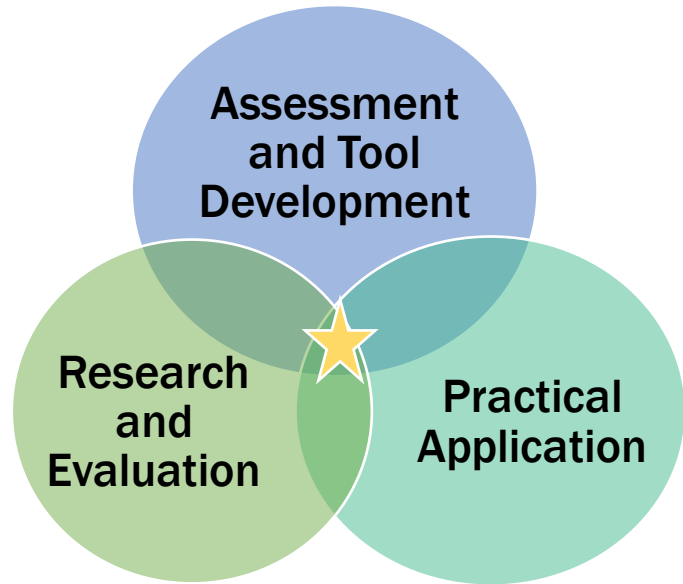 Assessment
and Tool
Development
Research
and
Evaluation
Practical
Application